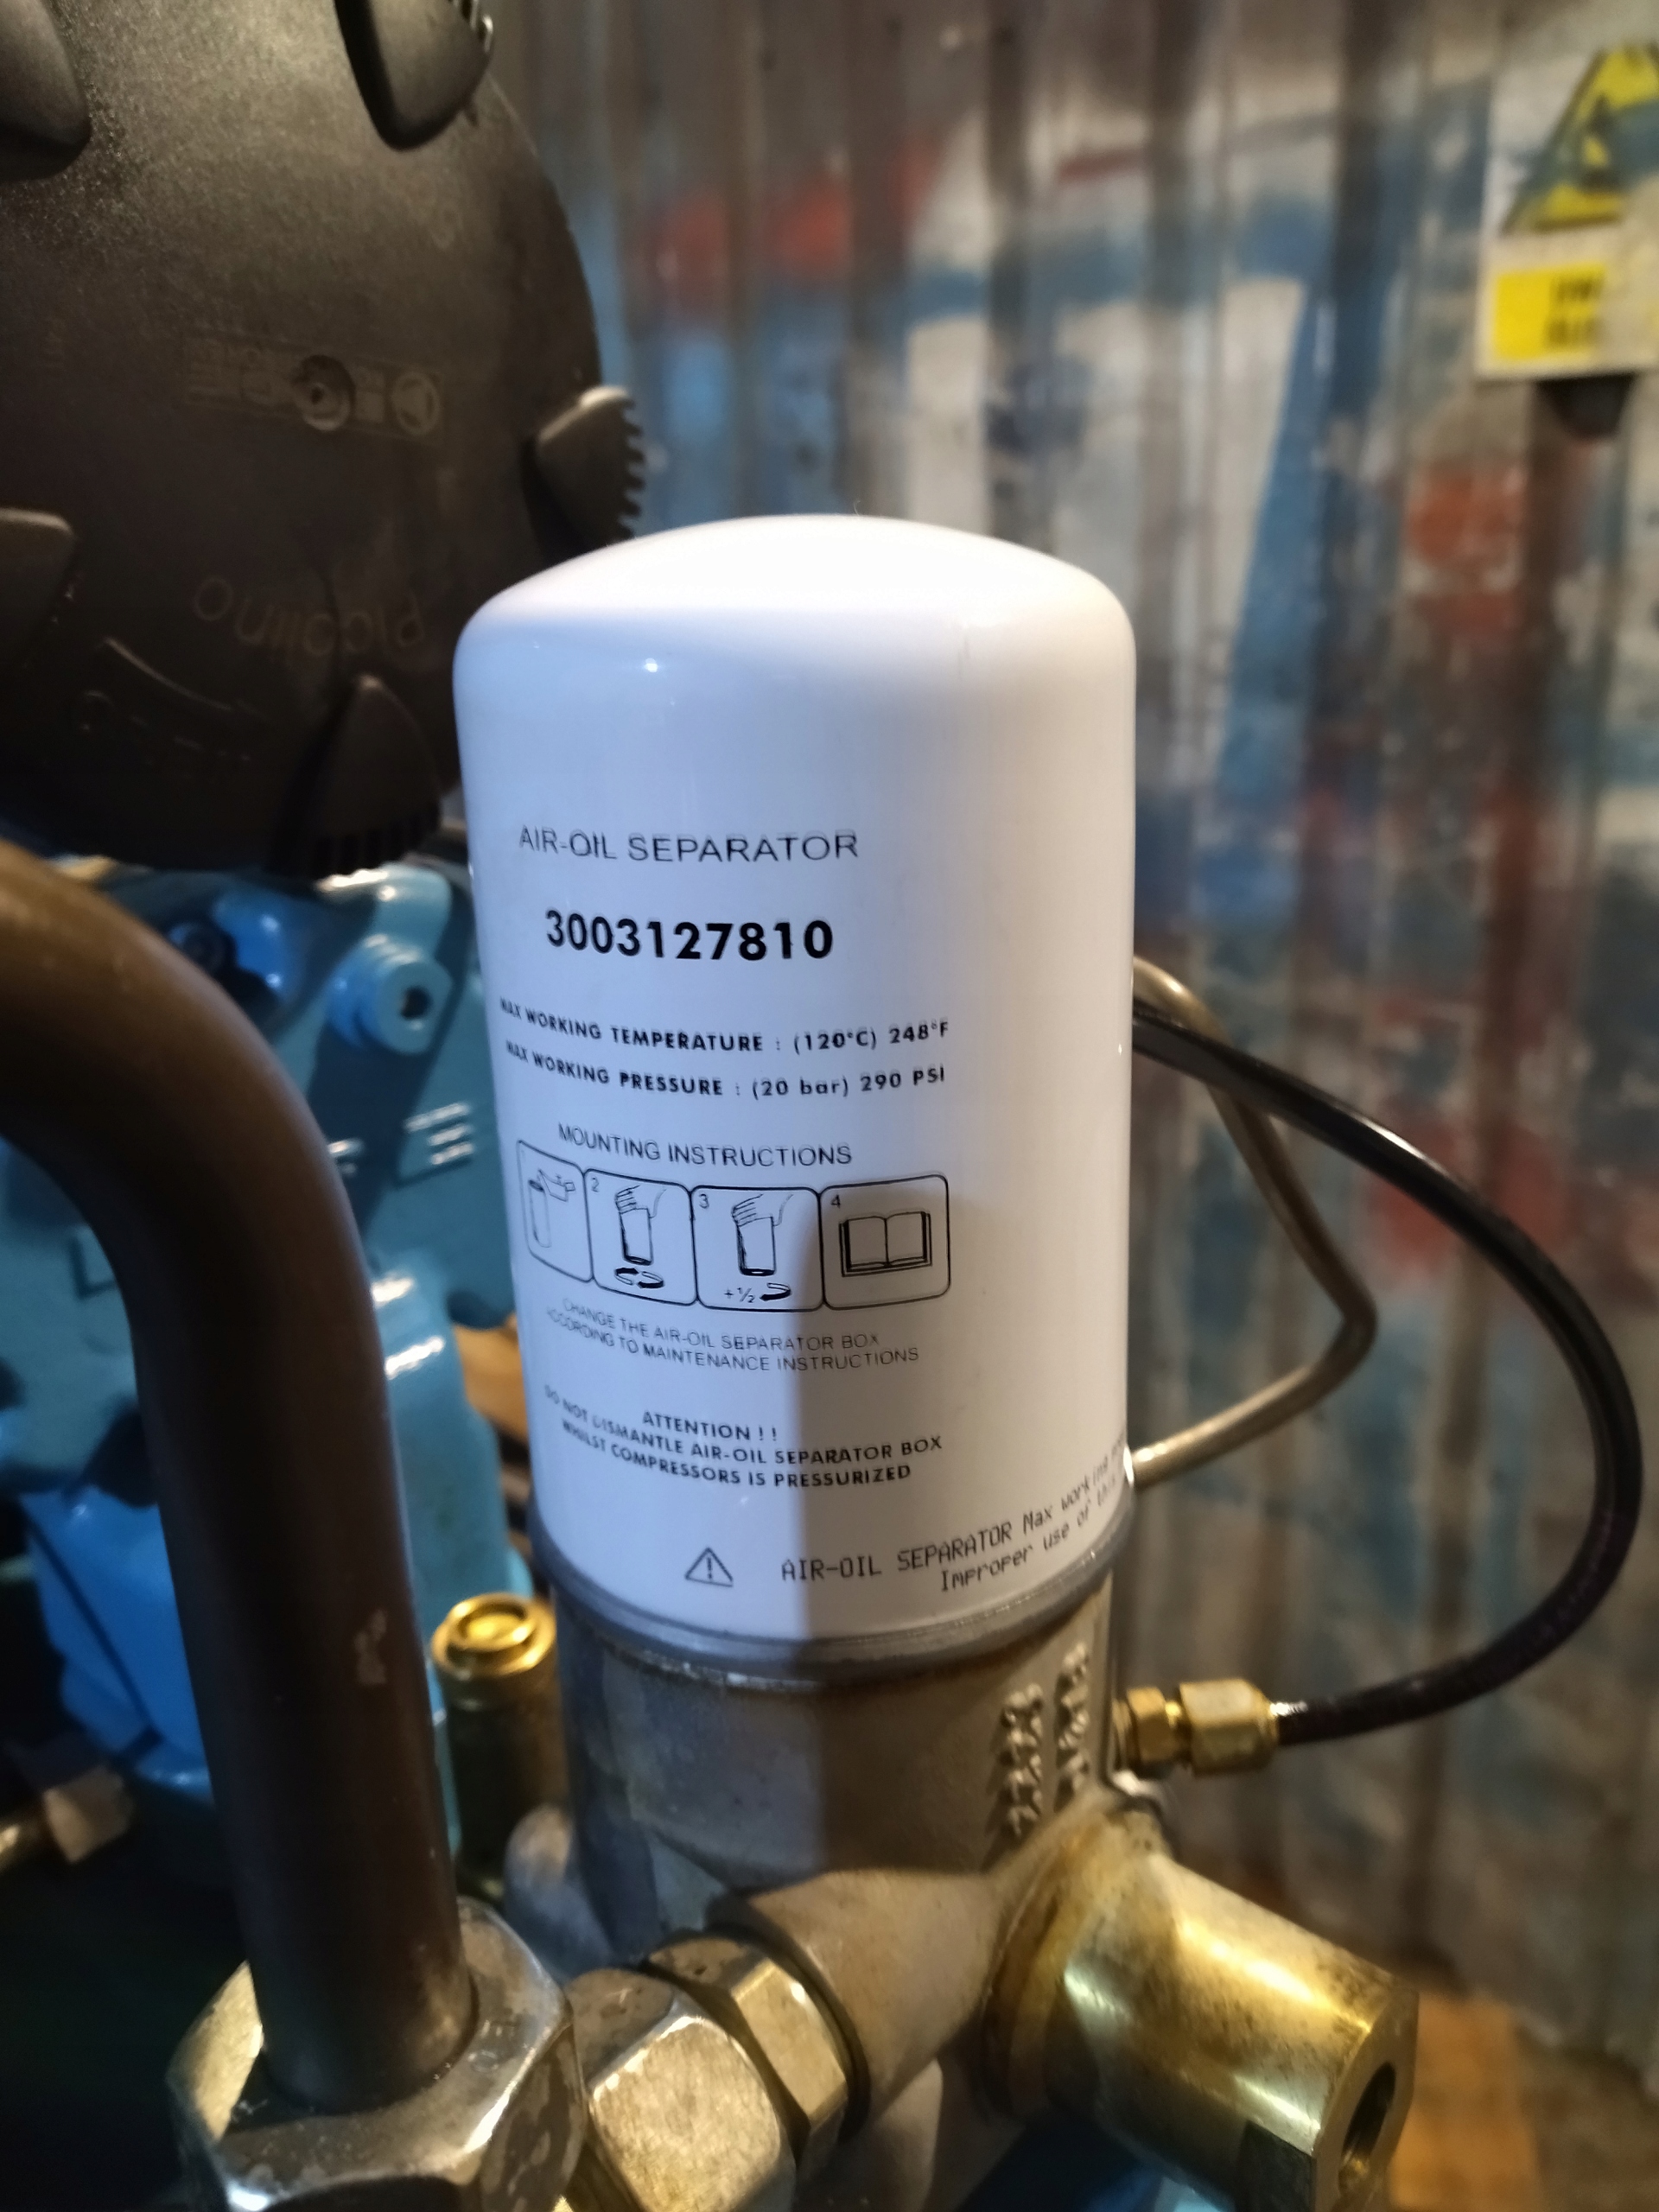 AIR-OIL SEPARATOR
3003127810
MAX WORKING TEMPERATURE : (120°C) 248°F
MAX WORKING PRESSURE : (20 bar) 290 PSI
MOUNTING INSTRUCTIONS
2 3 4
+½
CHANGE THE AIR-OIL SEPARATOR BOX
ACCORDING TO MAINTENANCE INSTRUCTIONS
ATTENTION !!
DO NOT DISMANTLE AIR-OIL SEPARATOR BOX
WHILST COMPRESSORS IS PRESSURIZED
AIR-OIL SEPARATOR Max working
Improper use of this